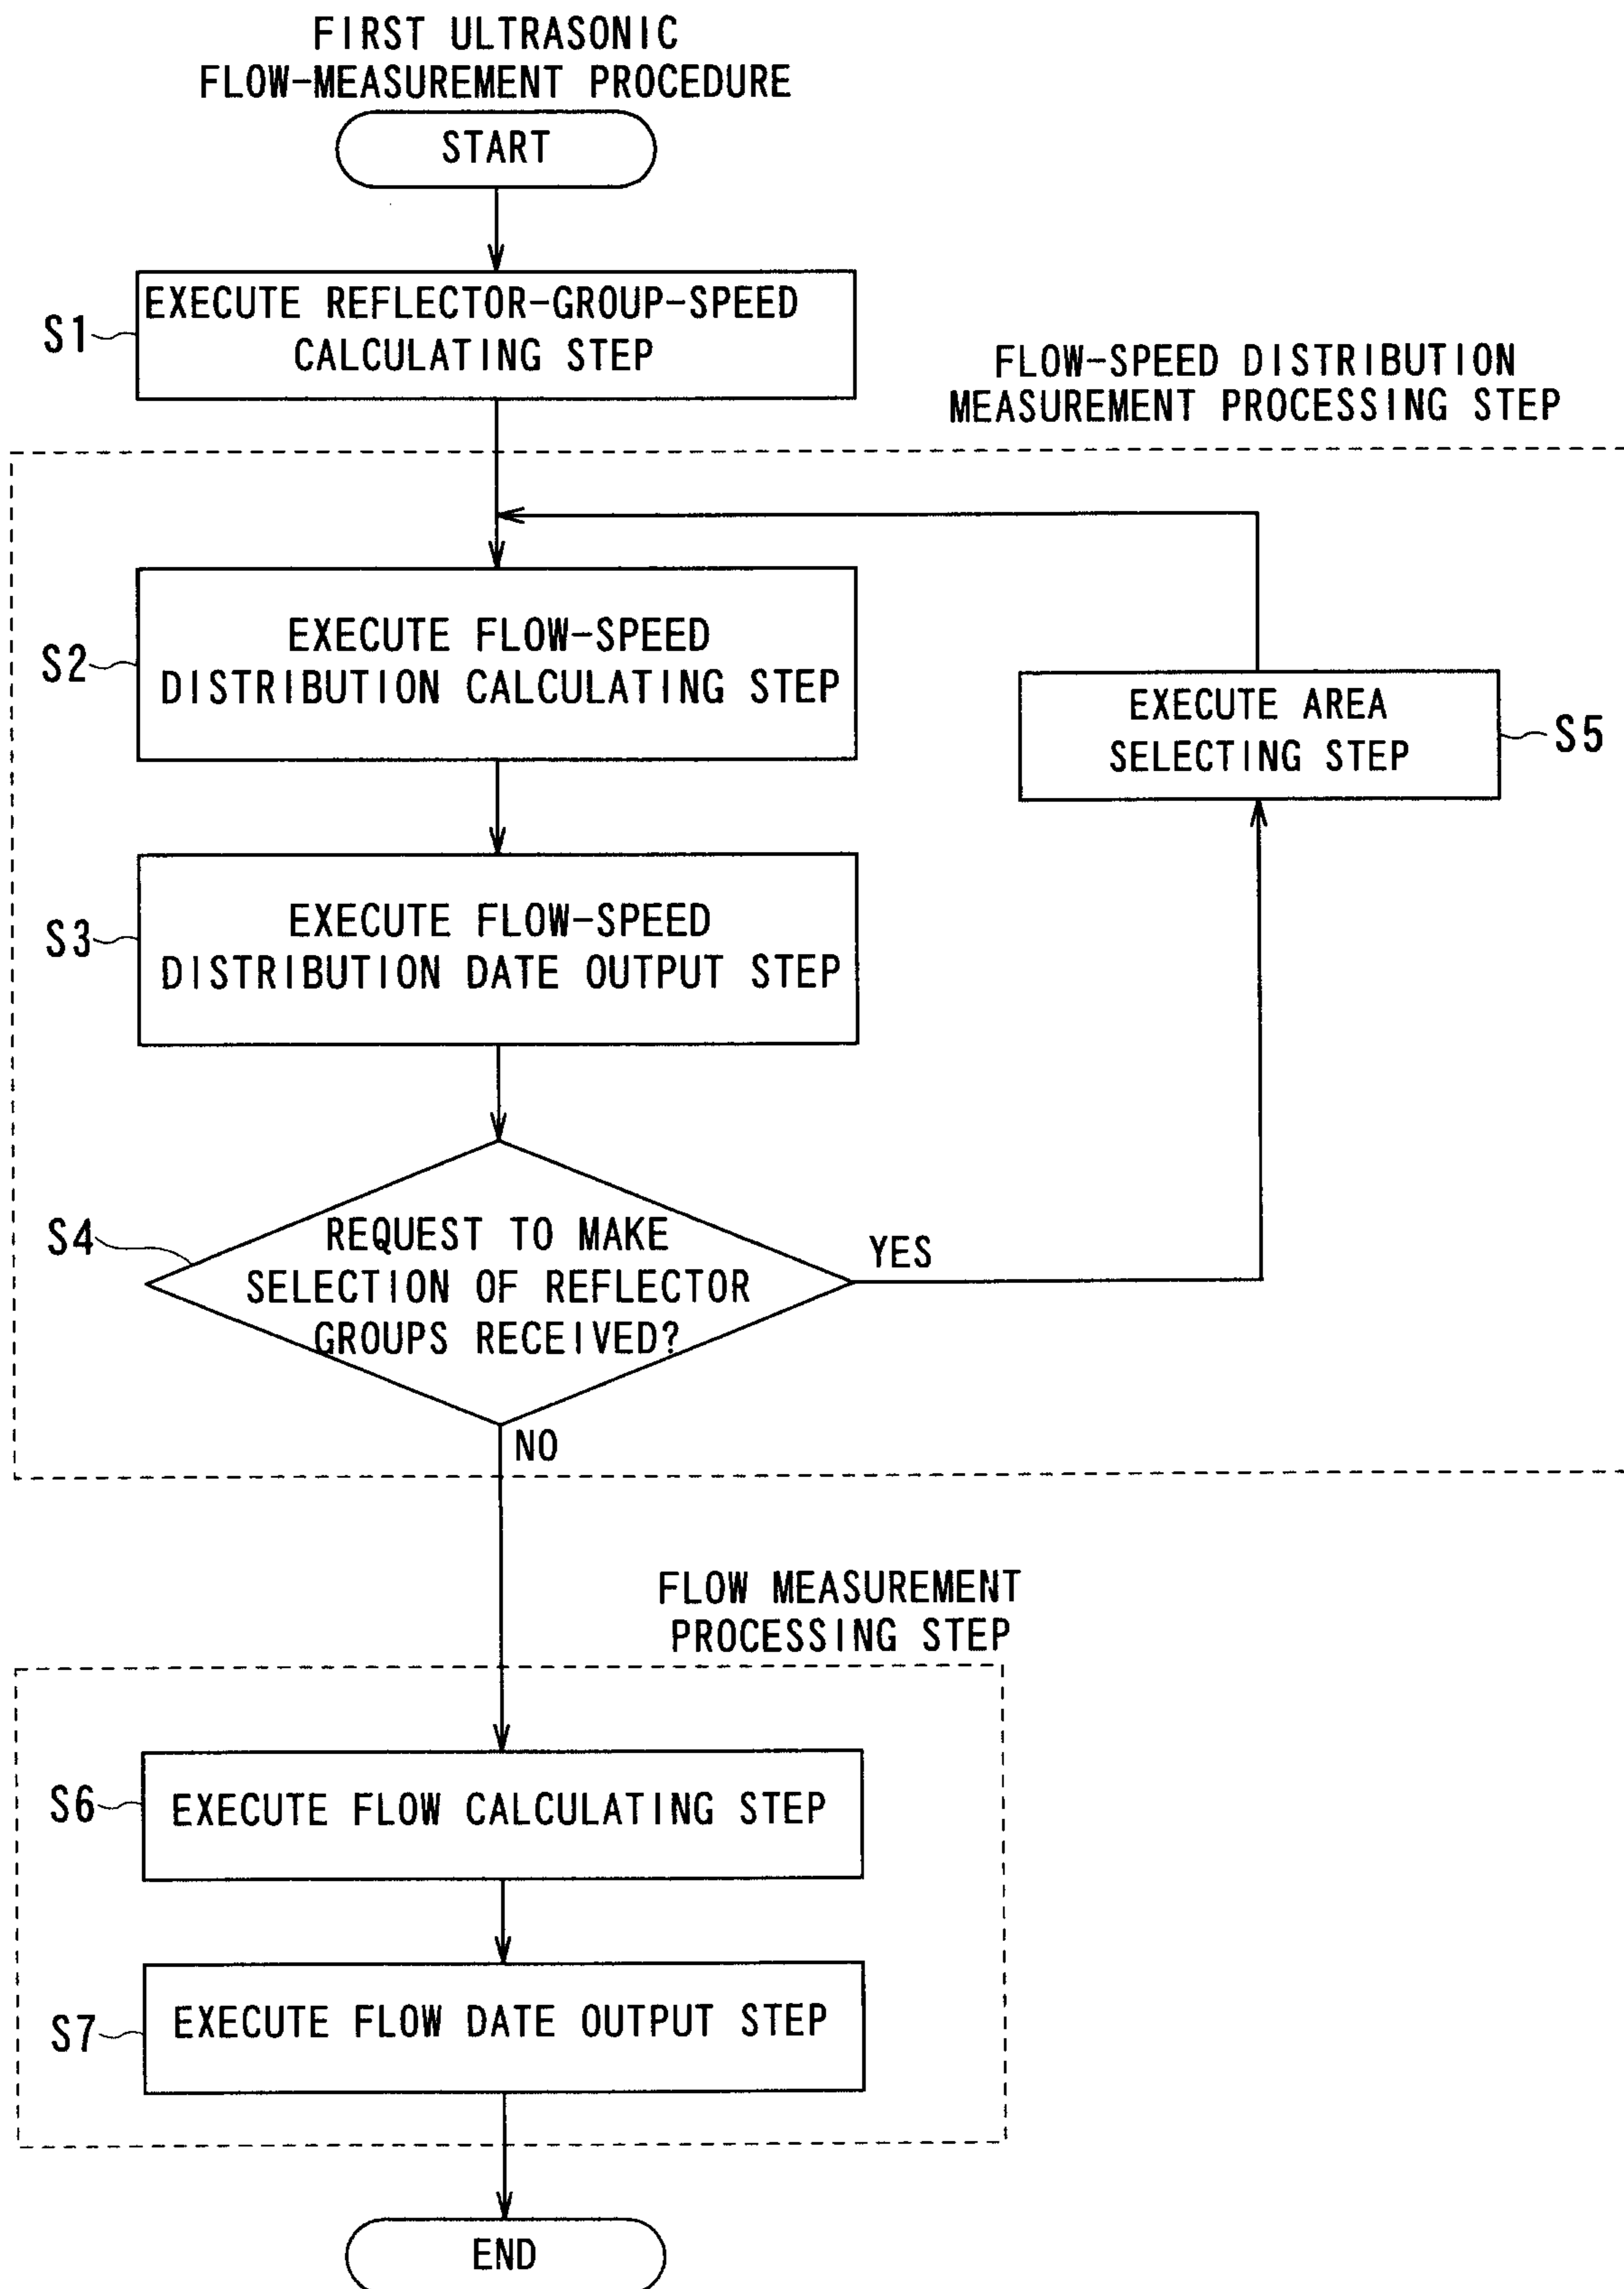 FIRST ULTRASONIC
FLOW-MEASUREMENT PROCEDURE
START
S1
EXECUTE REFLECTOR-GROUP-SPEED
CALCULATING STEP
FLOW-SPEED DISTRIBUTION
MEASUREMENT PROCESSING STEP
S2
EXECUTE FLOW-SPEED
DISTRIBUTION CALCULATING STEP
EXECUTE AREA
SELECTING STEP
S5
S3
EXECUTE FLOW-SPEED
DISTRIBUTION DATE OUTPUT STEP
S4
REQUEST TO MAKE
SELECTION OF REFLECTOR
GROUPS RECEIVED?
YES
NO
FLOW MEASUREMENT
PROCESSING STEP
S6
EXECUTE FLOW CALCULATING STEP
S7
EXECUTE FLOW DATE OUTPUT STEP
END